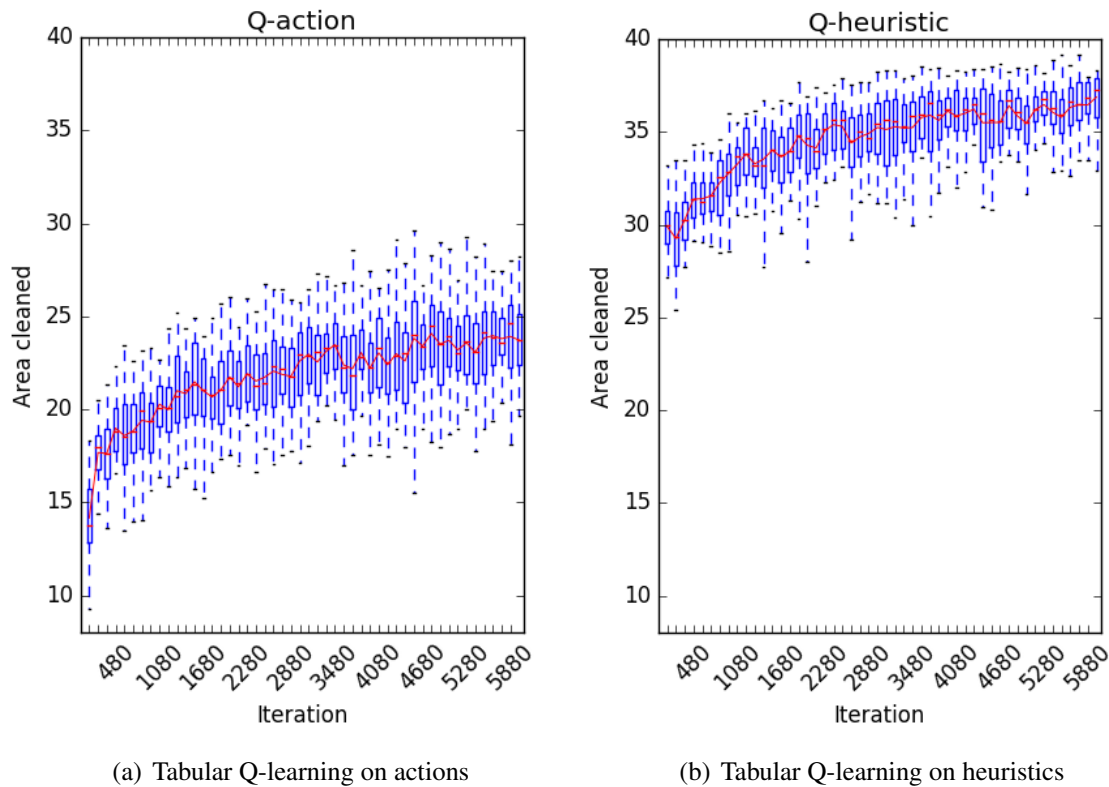 Q-action
Area cleaned
40
35
30
25
20
15
10
480 1080 1680 2280 2880 3480 4080 4680 5280 5880
Iteration
(a) Tabular Q-learning on actions
Q-heuristic
Area cleaned
40
35
30
25
20
15
10
480 1080 1680 2280 2880 3480 4080 4680 5280 5880
Iteration
(b) Tabular Q-learning on heuristics